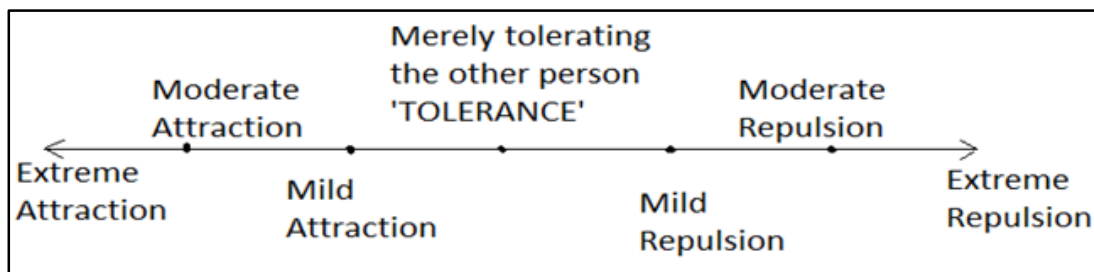 Merely tolerating
the other person
'TOLERANCE'
Moderate
Attraction
Moderate
Repulsion
Extreme
Attraction
Mild
Attraction
Mild
Repulsion
Extreme
Repulsion